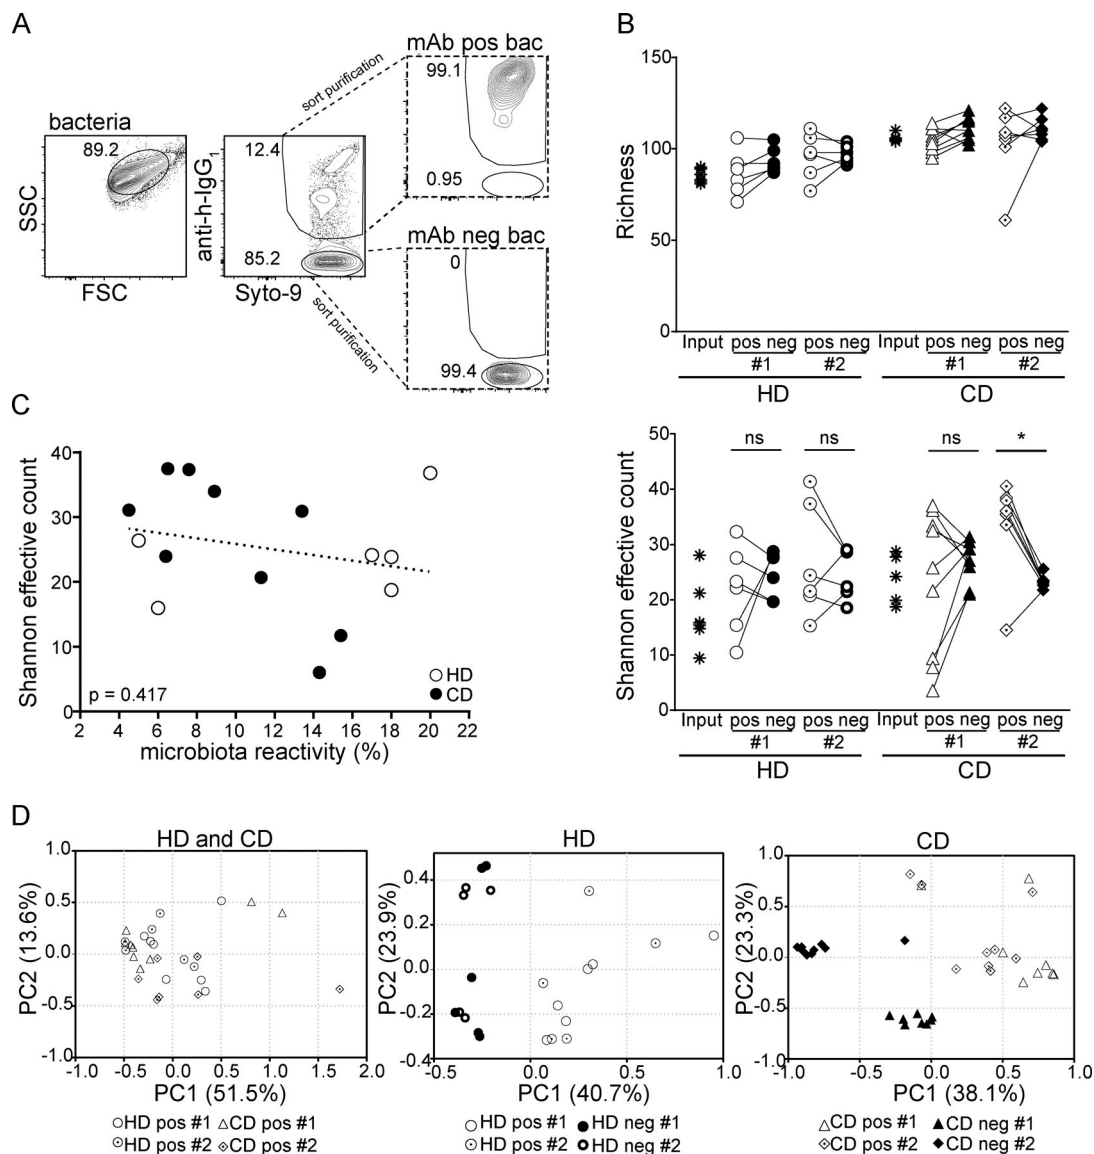 A
bacteria
89.2
SSC
FSC
12.4
85.2
anti-h-IgG1
Syto-9
sort purification
sort purification
mAb pos bac
99.1
0.95
mAb neg bac
0
99.4
B
150
100
50
0
Richness
Input
pos neg
pos neg
Input
pos neg
pos neg
#1
#2
#1
#2
HD
CD
50
40
30
20
10
0
Shannon effective count
ns
ns
ns
*
Input
pos neg
pos neg
Input
pos neg
pos neg
#1
#2
#1
#2
HD
CD
C
40
30
20
10
0
Shannon effective count
p = 0.417
HD
CD
2 4 6 8 10 12 14 16 18 20 22
microbiota reactivity (%)
D
HD and CD
1.0
0.5
0.0
-0.5
-1.0
PC2 (13.6%)
-1.0 -0.5 0.0 0.5 1.0 1.5 2.0
PC1 (51.5%)
HD pos #1
CD pos #1
HD pos #2
CD pos #2
HD
0.4
0.2
0.0
-0.2
-0.4
PC2 (23.9%)
-0.5 0 0.5 1
PC1 (40.7%)
HD pos #1
HD neg #1
HD pos #2
HD neg #2
CD
1.0
0.5
0.0
-0.5
-1.0
PC2 (23.3%)
-1.0 -0.5 0.0 0.5 1.0
PC1 (38.1%)
CD pos #1
CD neg #1
CD pos #2
CD neg #2